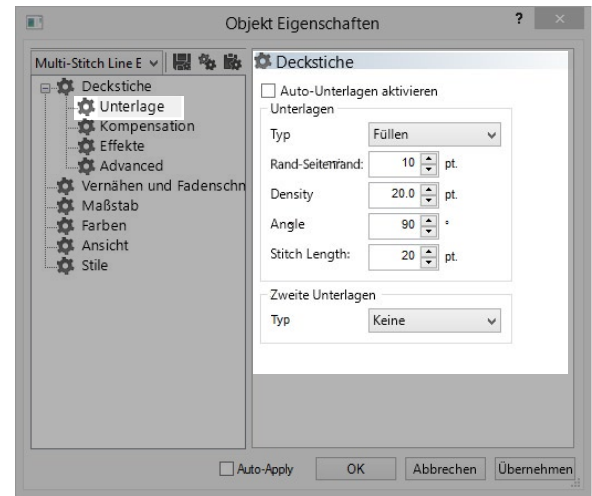 Objekt Eigenschaften ?
Multi-Stitch Line E
Deckstiche
Unterlage
Kompensation
Effekte
Advanced
Vernähen und Fadenschn
Maßstab
Farben
Ansicht
Stile
Deckstiche
Auto-Unterlagen aktivieren
Unterlagen
Typ Füllen
Rand-Seitenrand: 10 pt.
Density 20.0 pt.
Angle 90 °
Stitch Length: 20 pt.
Zweite Unterlagen
Typ Keine
Auto-Apply OK Abbrechen Übernehmen